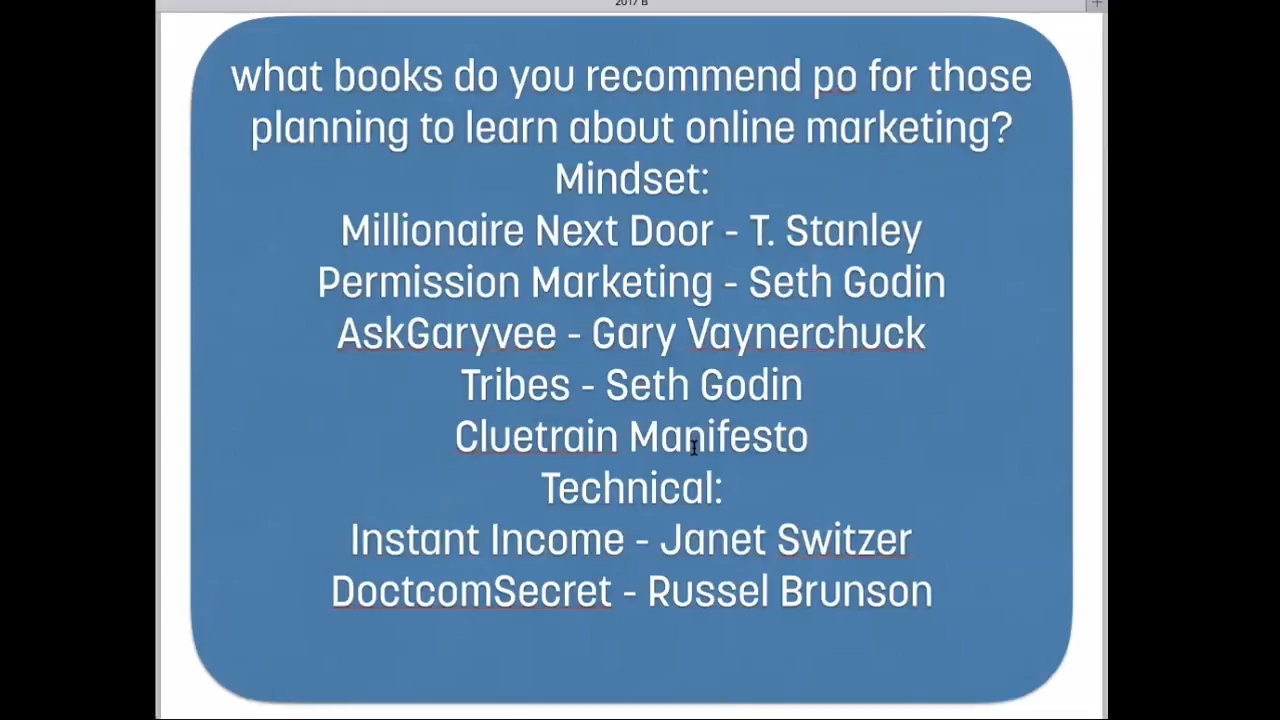 2017 B
what books do you recommend po for those
planning to learn about online marketing?
Mindset:
Millionaire Next Door - T. Stanley
Permission Marketing - Seth Godin
AskGaryvee - Gary Vaynerchuck
Tribes - Seth Godin
Cluetrain Manifesto
Technical:
Instant Income - Janet Switzer
DoctcomSecret - Russel Brunson